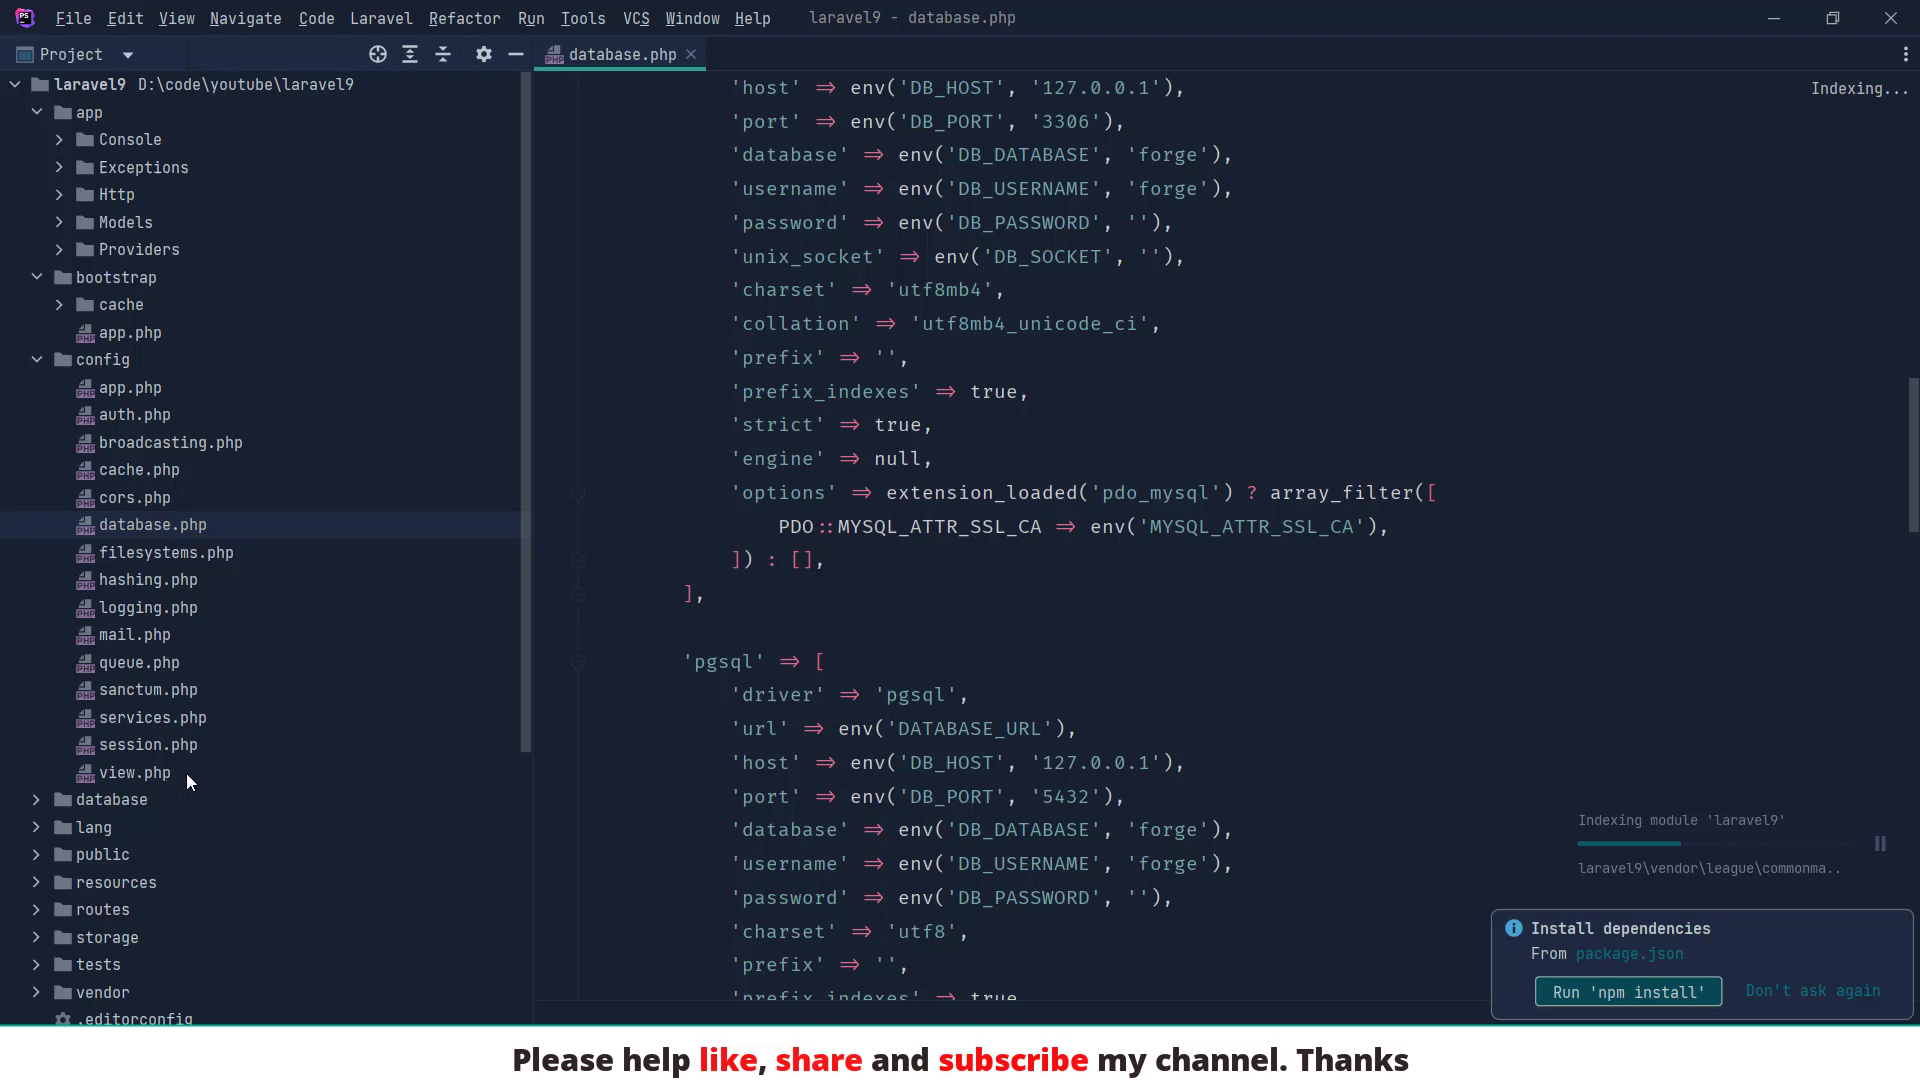 File Edit View Navigate Code Laravel Refactor Run Tools VCS Window Help laravel9 - database.php
Project
database.php
laravel9 D:\code\youtube\laravel9
app
Console
Exceptions
Http
Models
Providers
bootstrap
cache
app.php
config
app.php
auth.php
broadcasting.php
cache.php
cors.php
database.php
filesystems.php
hashing.php
logging.php
mail.php
queue.php
sanctum.php
services.php
session.php
view.php
database
lang
public
resources
routes
storage
tests
vendor
.editorconfig
'host' => env('DB_HOST', '127.0.0.1'),
'port' => env('DB_PORT', '3306'),
'database' => env('DB_DATABASE', 'forge'),
'username' => env('DB_USERNAME', 'forge'),
'password' => env('DB_PASSWORD', ''),
'unix_socket' => env('DB_SOCKET', ''),
'charset' => 'utf8mb4',
'collation' => 'utf8mb4_unicode_ci',
'prefix' => '',
'prefix_indexes' => true,
'strict' => true,
'engine' => null,
'options' => extension_loaded('pdo_mysql') ? array_filter([
PDO::MYSQL_ATTR_SSL_CA => env('MYSQL_ATTR_SSL_CA'),
]) : [],
],
'pgsql' => [
'driver' => 'pgsql',
'url' => env('DATABASE_URL'),
'host' => env('DB_HOST', '127.0.0.1'),
'port' => env('DB_PORT', '5432'),
'database' => env('DB_DATABASE', 'forge'),
'username' => env('DB_USERNAME', 'forge'),
'password' => env('DB_PASSWORD', ''),
'charset' => 'utf8',
'prefix' => '',
'prefix_indexes' => true
Indexing...
Indexing module 'laravel9'
laravel9\vendor\league\commonma..
Install dependencies
From package.json
Run 'npm install' Don't ask again
Please help like, share and subscribe my channel. Thanks